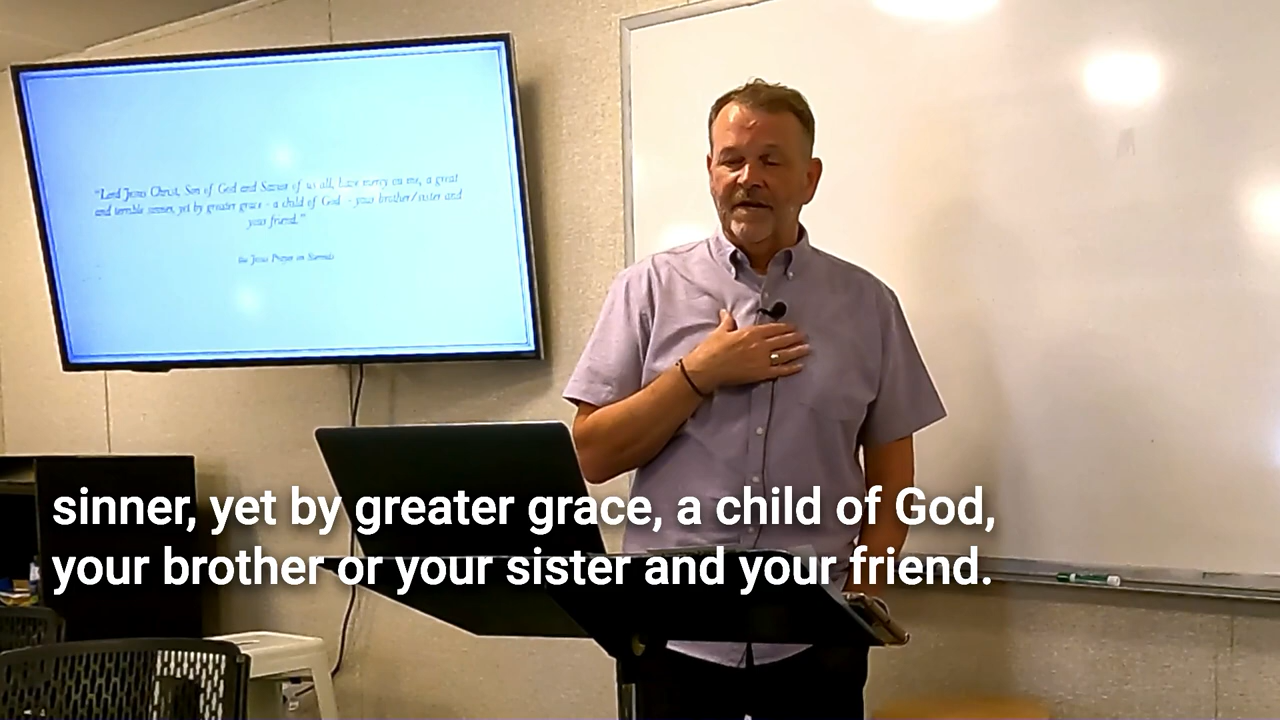 "Lord Jesus Christ, Son of God and Savior of us all, have mercy on me, a great
and terrible sinner, yet by greater grace - a child of God - your brother/sister and
your friend."
the Jesus Prayer on Steroids
sinner, yet by greater grace, a child of God,
your brother or your sister and your friend.